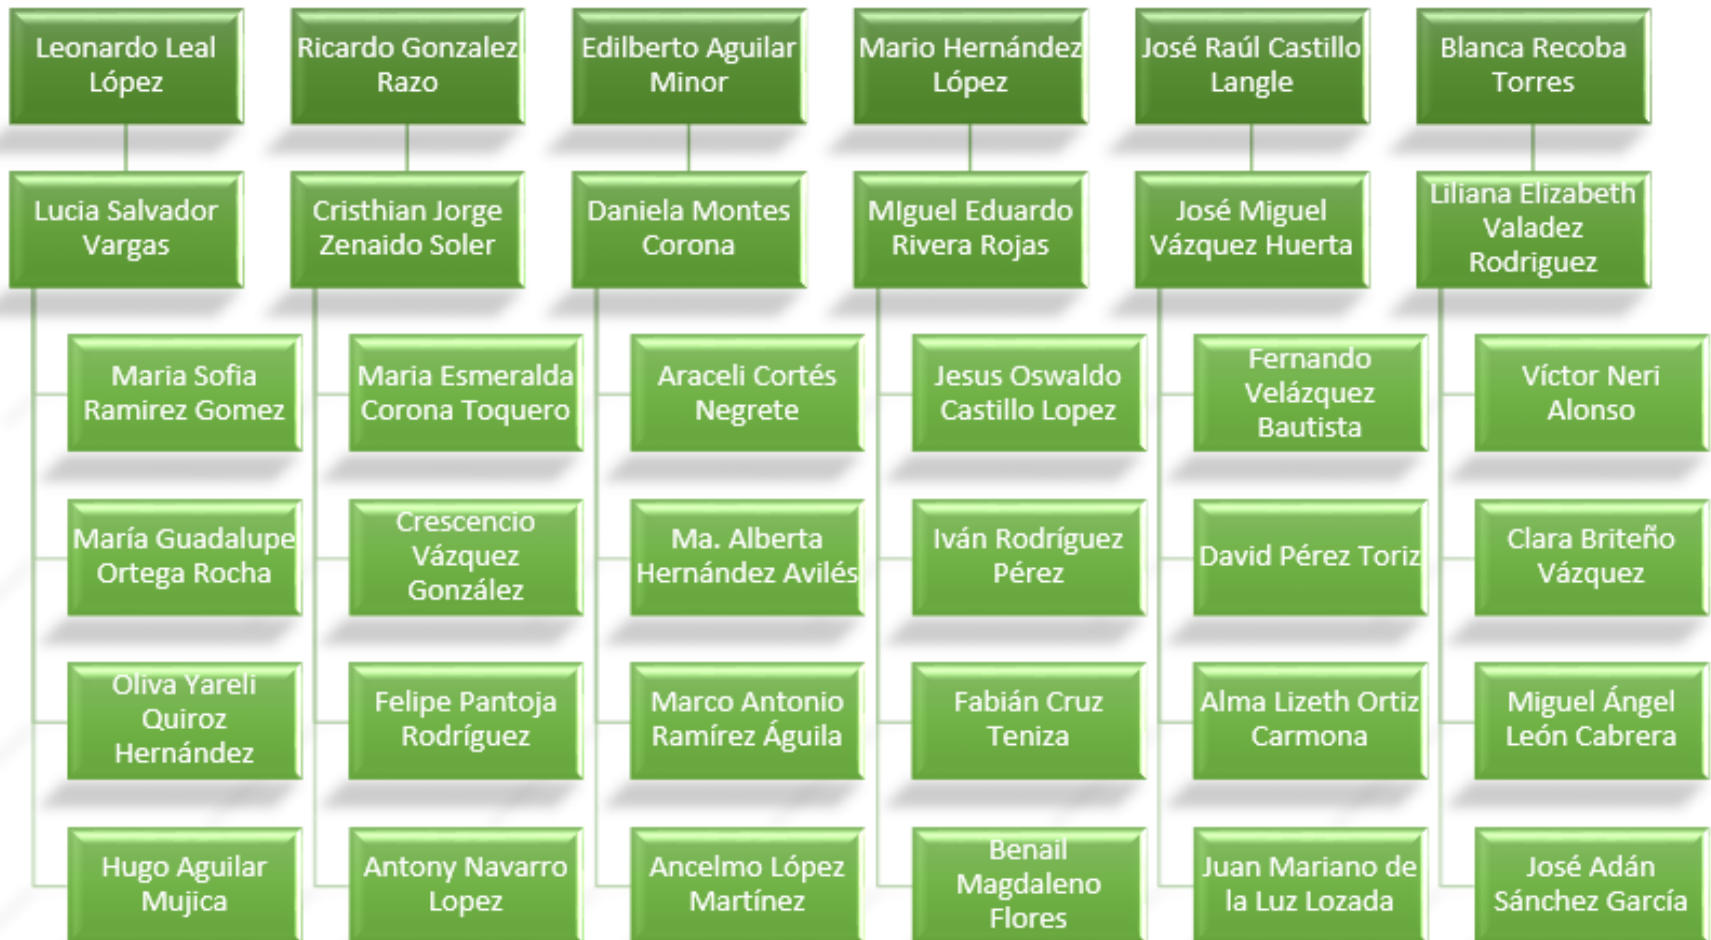 Leonardo Leal
López
Ricardo Gonzalez
Razo
Edilberto Aguilar
Minor
Mario Hernández
López
José Raúl Castillo
Langle
Blanca Recoba
Torres
Lucia Salvador
Vargas
Cristhian Jorge
Zenaido Soler
Daniela Montes
Corona
MIguel Eduardo
Rivera Rojas
José Miguel
Vázquez Huerta
Liliana Elizabeth
Valadez
Rodriguez
Maria Sofia
Ramirez Gomez
Maria Esmeralda
Corona Toquero
Araceli Cortés
Negrete
Jesus Oswaldo
Castillo Lopez
Fernando
Velázquez
Bautista
Víctor Neri
Alonso
María Guadalupe
Ortega Rocha
Crescencio
Vázquez
González
Ma. Alberta
Hernández Avilés
Iván Rodríguez
Pérez
David Pérez Toriz
Clara Briteño
Vázquez
Oliva Yareli
Quiroz
Hernández
Felipe Pantoja
Rodríguez
Marco Antonio
Ramírez Águila
Fabián Cruz
Teniza
Alma Lizeth Ortiz
Carmona
Miguel Ángel
León Cabrera
Hugo Aguilar
Mujica
Antony Navarro
Lopez
Ancelmo López
Martínez
Benail
Magdaleno
Flores
Juan Mariano de
la Luz Lozada
José Adán
Sánchez García